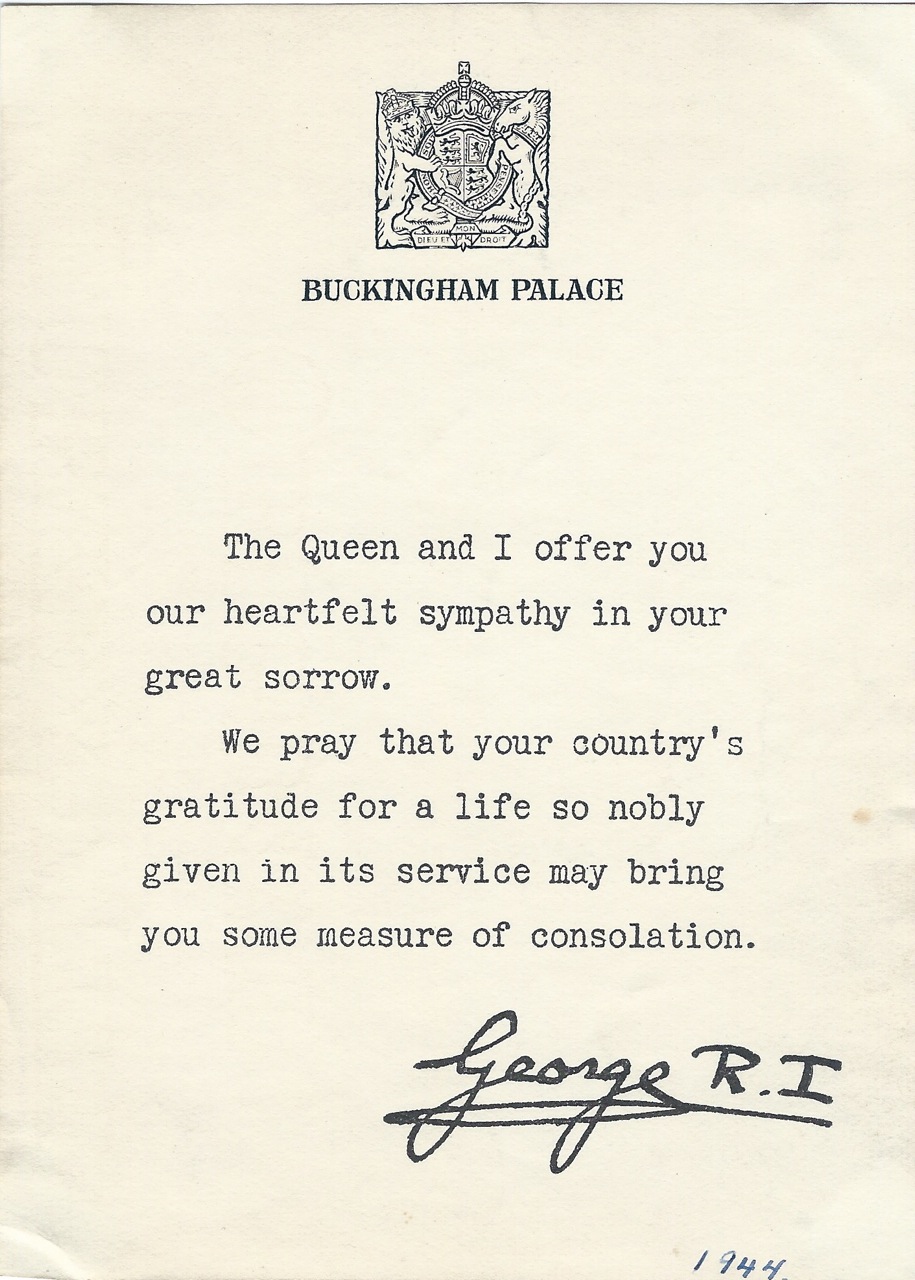 DIEU ET MON DROIT
BUCKINGHAM PALACE
The Queen and I offer you
our heartfelt sympathy in your
great sorrow.
We pray that your country's
gratitude for a life so nobly
given in its service may bring
you some measure of consolation.
George R.I
1944.